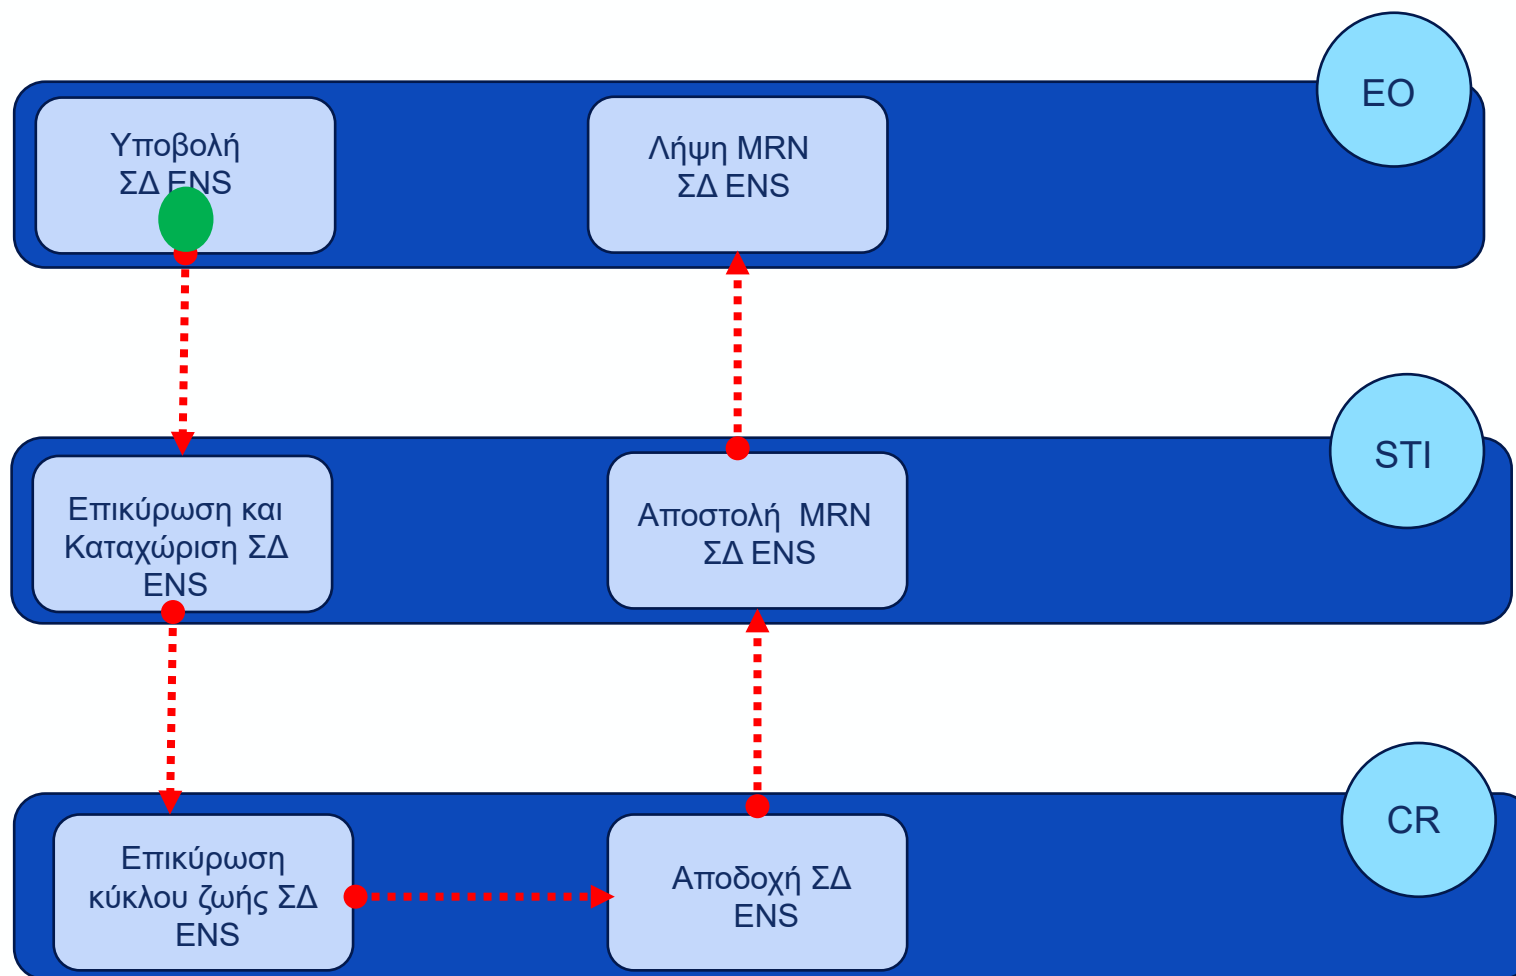 EO
Υποβολή
ΣΔ ENS
Λήψη MRN
ΣΔ ENS
STI
Επικύρωση και
Καταχώριση ΣΔ
ENS
Αποστολή MRN
ΣΔ ENS
CR
Επικύρωση
κύκλου ζωής ΣΔ
ENS
Αποδοχή ΣΔ
ENS